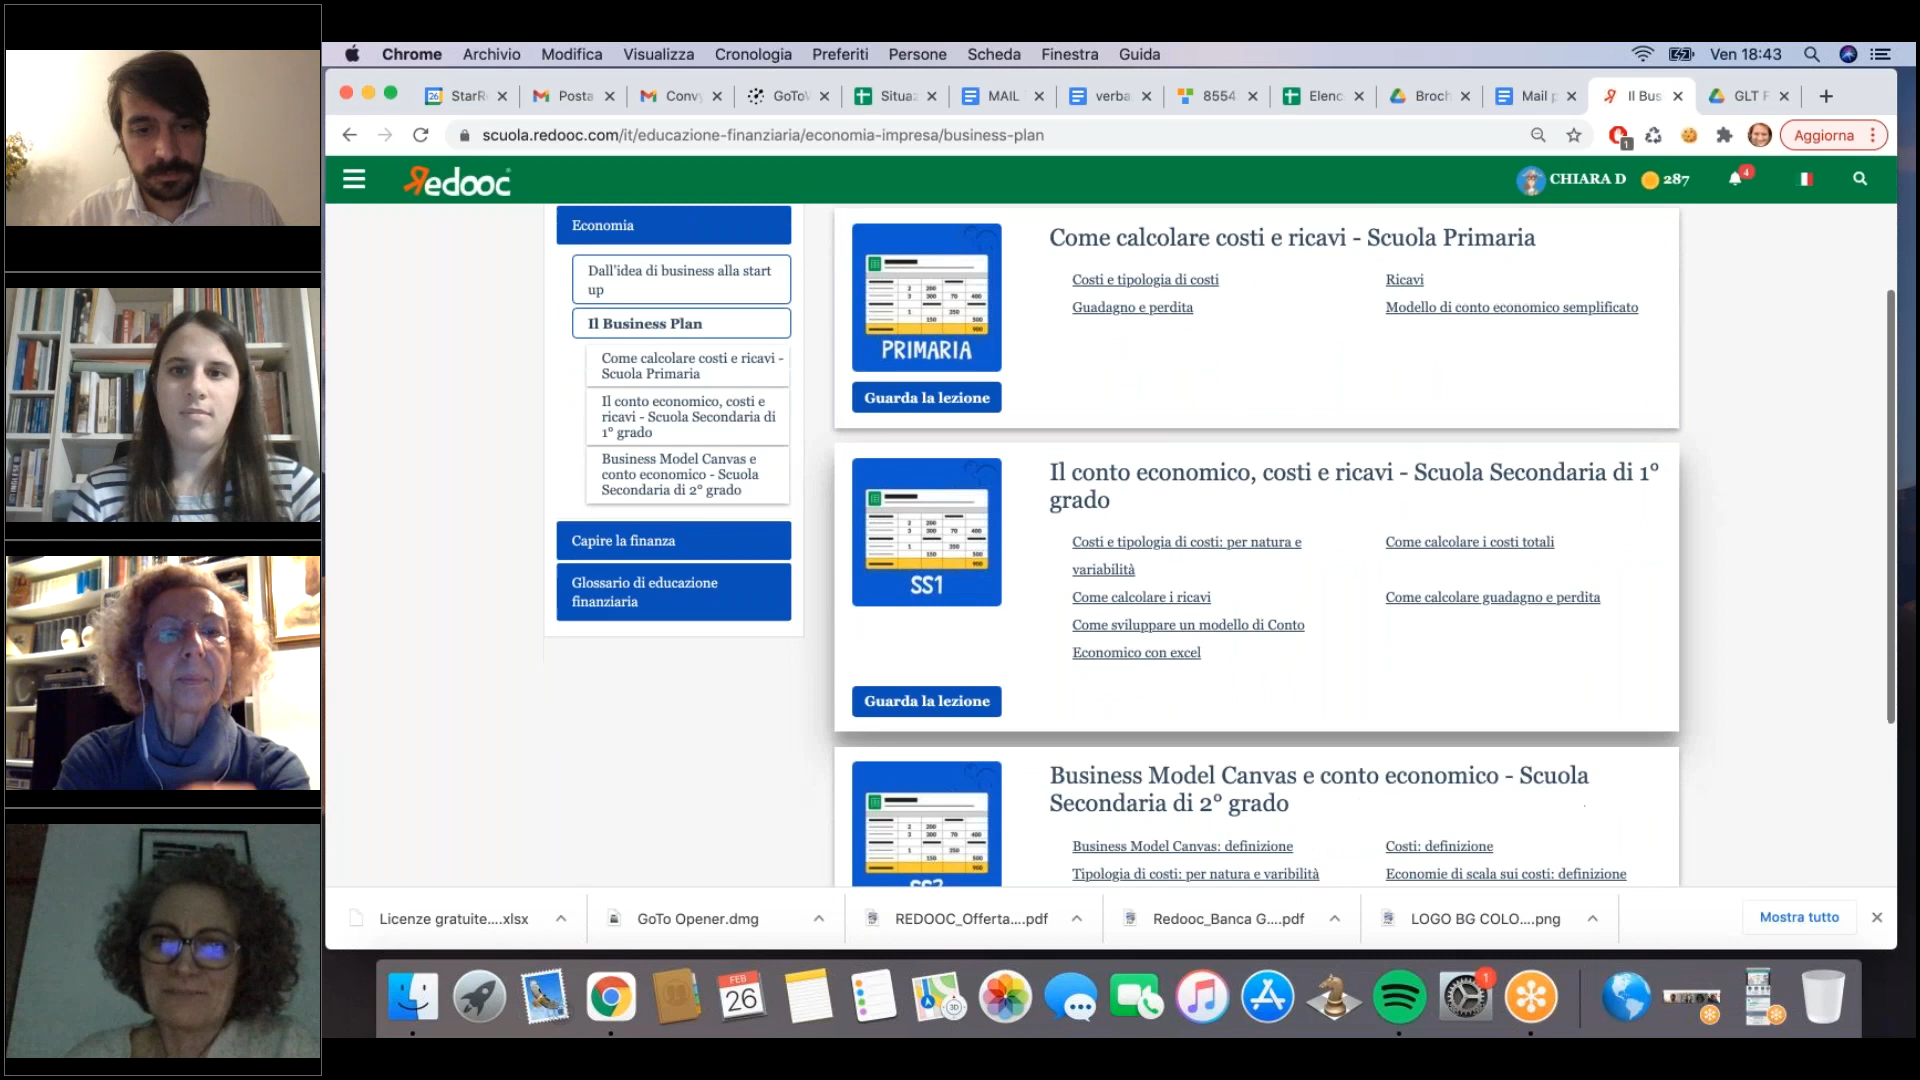 Chrome Archivio Modifica Visualizza Cronologia Preferiti Persone Scheda Finestra Guida Ven 18:43
StarR Posta Conv GoTo Situa MAIL verba 8554 Elenc Broch Mail p Il Bus GLT F
scuola.redooc.com/it/educazione-finanziaria/economia-impresa/business-plan
1
Aggiorna
Redooc
CHIARA D 287 4
Economia
Dall'idea di business alla start
up
Il Business Plan
Come calcolare costi e ricavi -
Scuola Primaria
Il conto economico, costi e
ricavi - Scuola Secondaria di
1° grado
Business Model Canvas e
conto economico - Scuola
Secondaria di 2° grado
Capire la finanza
Glossario di educazione
finanziaria
PRIMARIA
Guarda la lezione
Come calcolare costi e ricavi - Scuola Primaria
Costi e tipologia di costi Ricavi
Guadagno e perdita Modello di conto economico semplificato
SS1
Guarda la lezione
Il conto economico, costi e ricavi - Scuola Secondaria di 1°
grado
Costi e tipologia di costi: per natura e Come calcolare i costi totali
variabilità
Come calcolare i ricavi Come calcolare guadagno e perdita
Come sviluppare un modello di Conto
Economico con excel
Business Model Canvas e conto economico - Scuola
Secondaria di 2° grado
Business Model Canvas: definizione Costi: definizione
Tipologia di costi: per natura e varibilità Economie di scala sui costi: definizione
Licenze gratuite....xlsx GoTo Opener.dmg REDOOC_Offerta....pdf Redooc_Banca G....pdf LOGO BG COLO....png Mostra tutto
FEB
26
3D
1